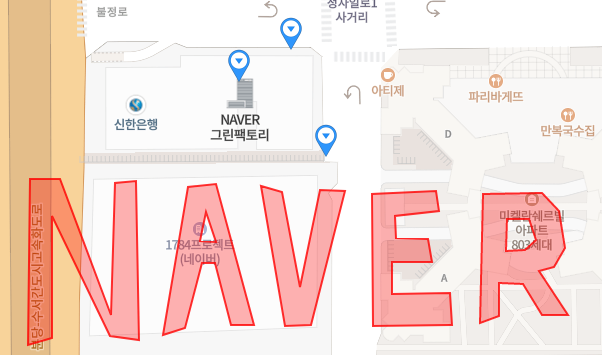 불정로
정자일로1
사거리
아티제
파리바게뜨
만복국수집
신한은행
NAVER
그린팩토리
D
분당-수서간도시고속화도로
NAVER
1784프로젝트
(네이버)
미켈란쉐르빌
아파트
803세대
A